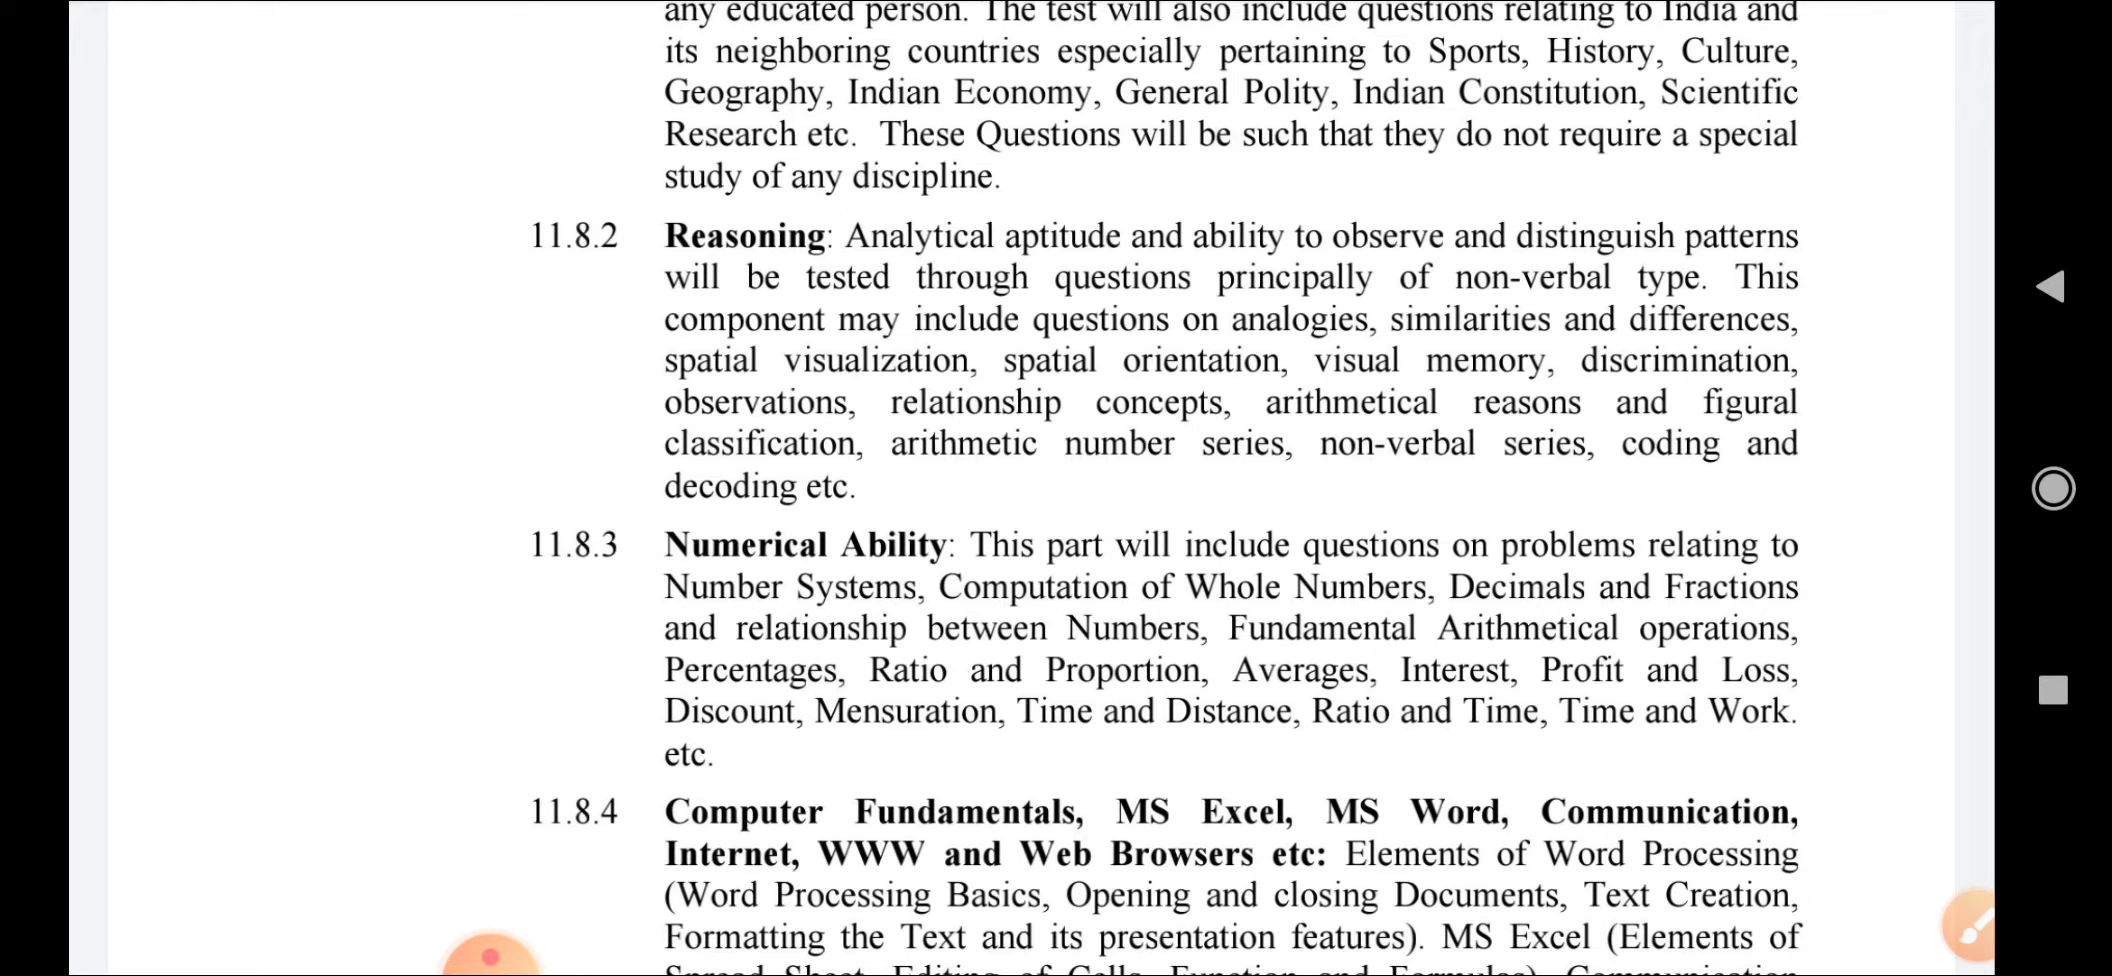 any educated person. The test will also include questions relating to India and
its neighboring countries especially pertaining to Sports, History, Culture,
Geography, Indian Economy, General Polity, Indian Constitution, Scientific
Research etc. These Questions will be such that they do not require a special
study of any discipline.
11.8.2 Reasoning: Analytical aptitude and ability to observe and distinguish patterns
will be tested through questions principally of non-verbal type. This
component may include questions on analogies, similarities and differences,
spatial visualization, spatial orientation, visual memory, discrimination,
observations, relationship concepts, arithmetical reasons and figural
classification, arithmetic number series, non-verbal series, coding and
decoding etc.
11.8.3 Numerical Ability: This part will include questions on problems relating to
Number Systems, Computation of Whole Numbers, Decimals and Fractions
and relationship between Numbers, Fundamental Arithmetical operations,
Percentages, Ratio and Proportion, Averages, Interest, Profit and Loss,
Discount, Mensuration, Time and Distance, Ratio and Time, Time and Work.
etc.
11.8.4 Computer Fundamentals, MS Excel, MS Word, Communication,
Internet, WWW and Web Browsers etc: Elements of Word Processing
(Word Processing Basics, Opening and closing Documents, Text Creation,
Formatting the Text and its presentation features). MS Excel (Elements of
Spread Sheet, Editing of Cells, Function and Formulas), Communication